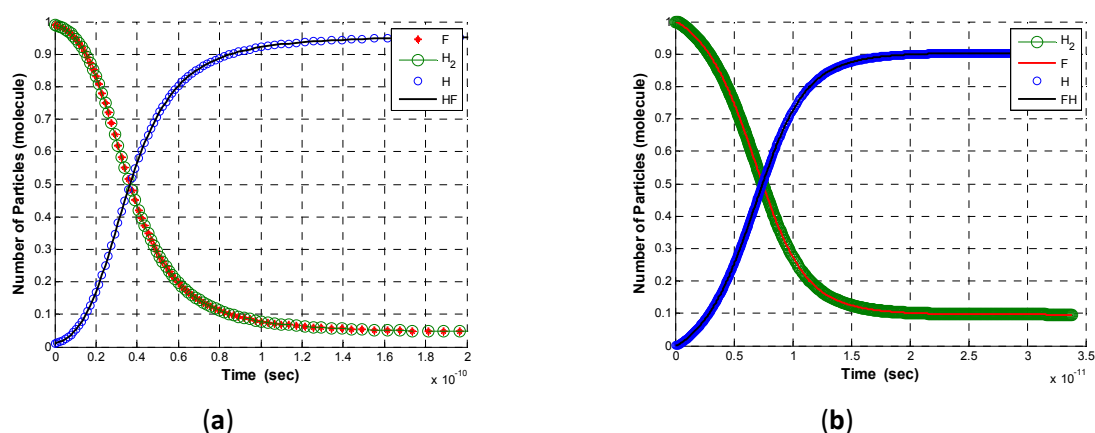 1
0.9
0.8
0.7
0.6
0.5
0.4
0.3
0.2
0.1
0
Number of Particles (molecule)
0 0.2 0.4 0.6 0.8 1 1.2 1.4 1.6 1.8 2
Time (sec)
x 10^-10
F
H2
H
HF
(a)
1
0.9
0.8
0.7
0.6
0.5
0.4
0.3
0.2
0.1
0
Number of Particles (molecule)
0 0.5 1 1.5 2 2.5 3 3.5
Time (sec)
x 10^-11
H2
F
H
FH
(b)